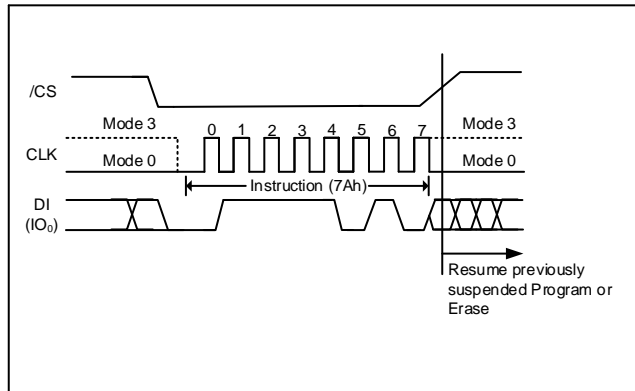 /CS
Mode 3
0 1 2 3 4 5 6 7
Mode 3
CLK
Mode 0
Mode 0
Instruction (7Ah)
DI
(IO₀)
Resume previously
suspended Program or
Erase